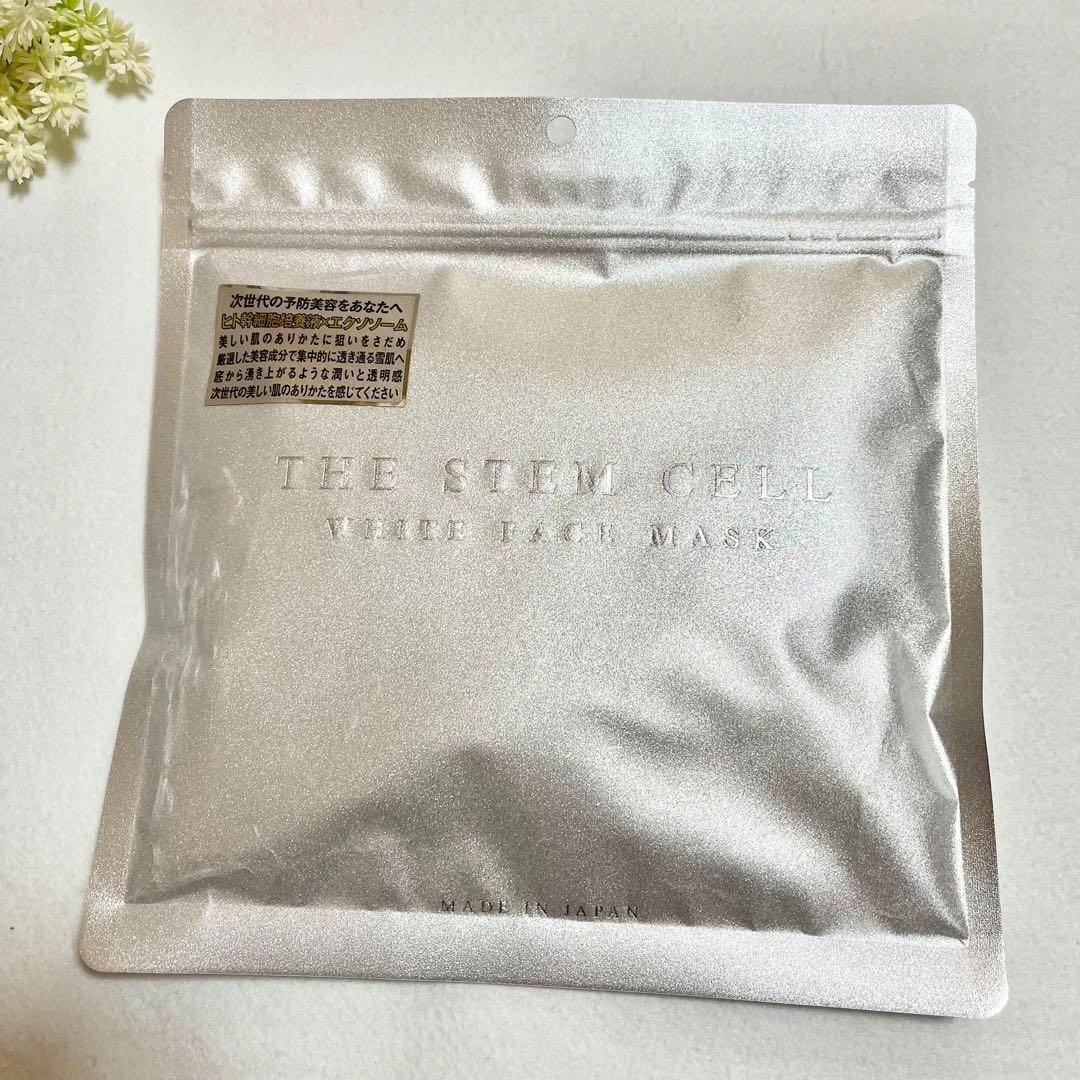 次世代の予防美容をあなたへ
ヒト幹細胞培養液×エクソソーム
美しい肌のありかたに狙いをさだめ
厳選した美容成分で集中的に透き通る雪肌へ
底から湧き上がるような潤いと透明感
次世代の美しい肌のありかたを感じてください
THE STEM CELL
WHITE FACE MASK
MADE IN JAPAN